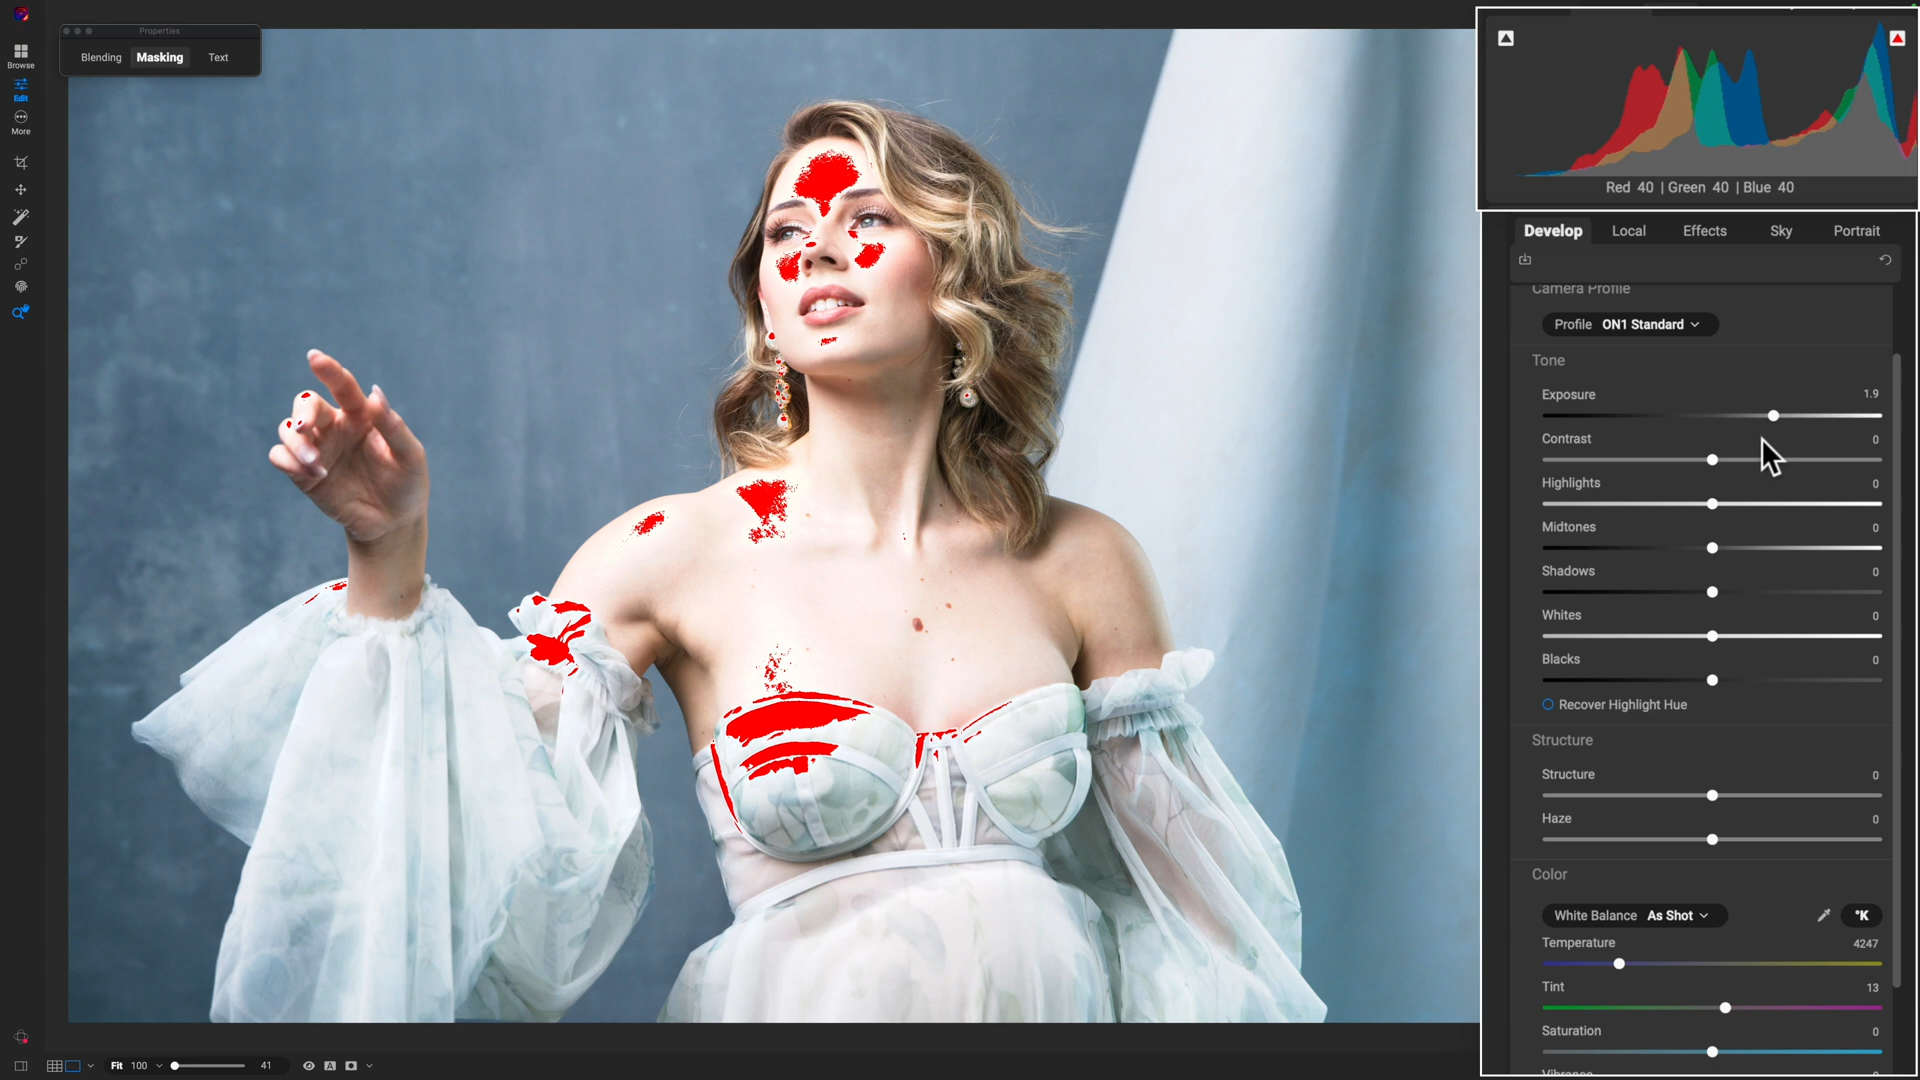 Properties
Blending Masking Text
Browse
Edit
More
Fit 100 41
A
Red 40 | Green 40 | Blue 40
Develop Local Effects Sky Portrait
Camera Profile
Profile ON1 Standard
Tone
Exposure 1.9
Contrast 0
Highlights 0
Midtones 0
Shadows 0
Whites 0
Blacks 0
Recover Highlight Hue
Structure
Structure 0
Haze 0
Color
White Balance As Shot °K
Temperature 4247
Tint 13
Saturation 0
Vibrance 0